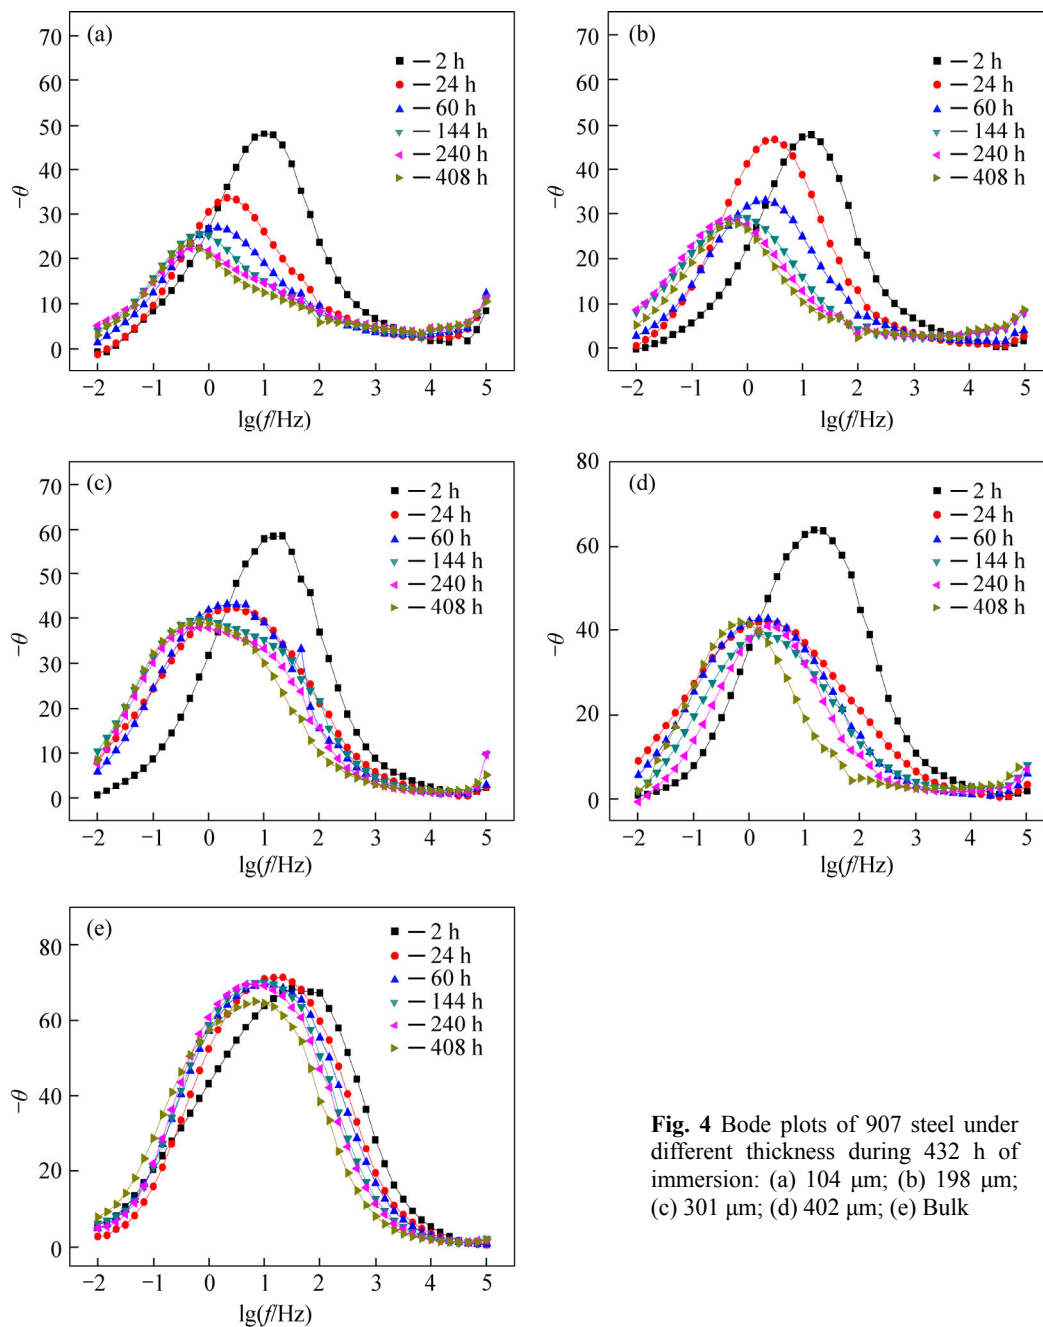 (a)
70
60
50
40
30
20
10
0
−θ
— 2 h
— 24 h
— 60 h
— 144 h
— 240 h
— 408 h
−2 −1 0 1 2 3 4 5
lg(f/Hz)
(b)
70
60
50
40
30
20
10
0
−θ
— 2 h
— 24 h
— 60 h
— 144 h
— 240 h
— 408 h
−2 −1 0 1 2 3 4 5
lg(f/Hz)
(c)
70
60
50
40
30
20
10
0
−θ
— 2 h
— 24 h
— 60 h
— 144 h
— 240 h
— 408 h
−2 −1 0 1 2 3 4 5
lg(f/Hz)
(d)
80
60
40
20
0
−θ
— 2 h
— 24 h
— 60 h
— 144 h
— 240 h
— 408 h
−2 −1 0 1 2 3 4 5
lg(f/Hz)
(e)
80
60
40
20
0
−θ
— 2 h
— 24 h
— 60 h
— 144 h
— 240 h
— 408 h
−2 −1 0 1 2 3 4 5
lg(f/Hz)
Fig. 4 Bode plots of 907 steel under
different thickness during 432 h of
immersion: (a) 104 μm; (b) 198 μm;
(c) 301 μm; (d) 402 μm; (e) Bulk